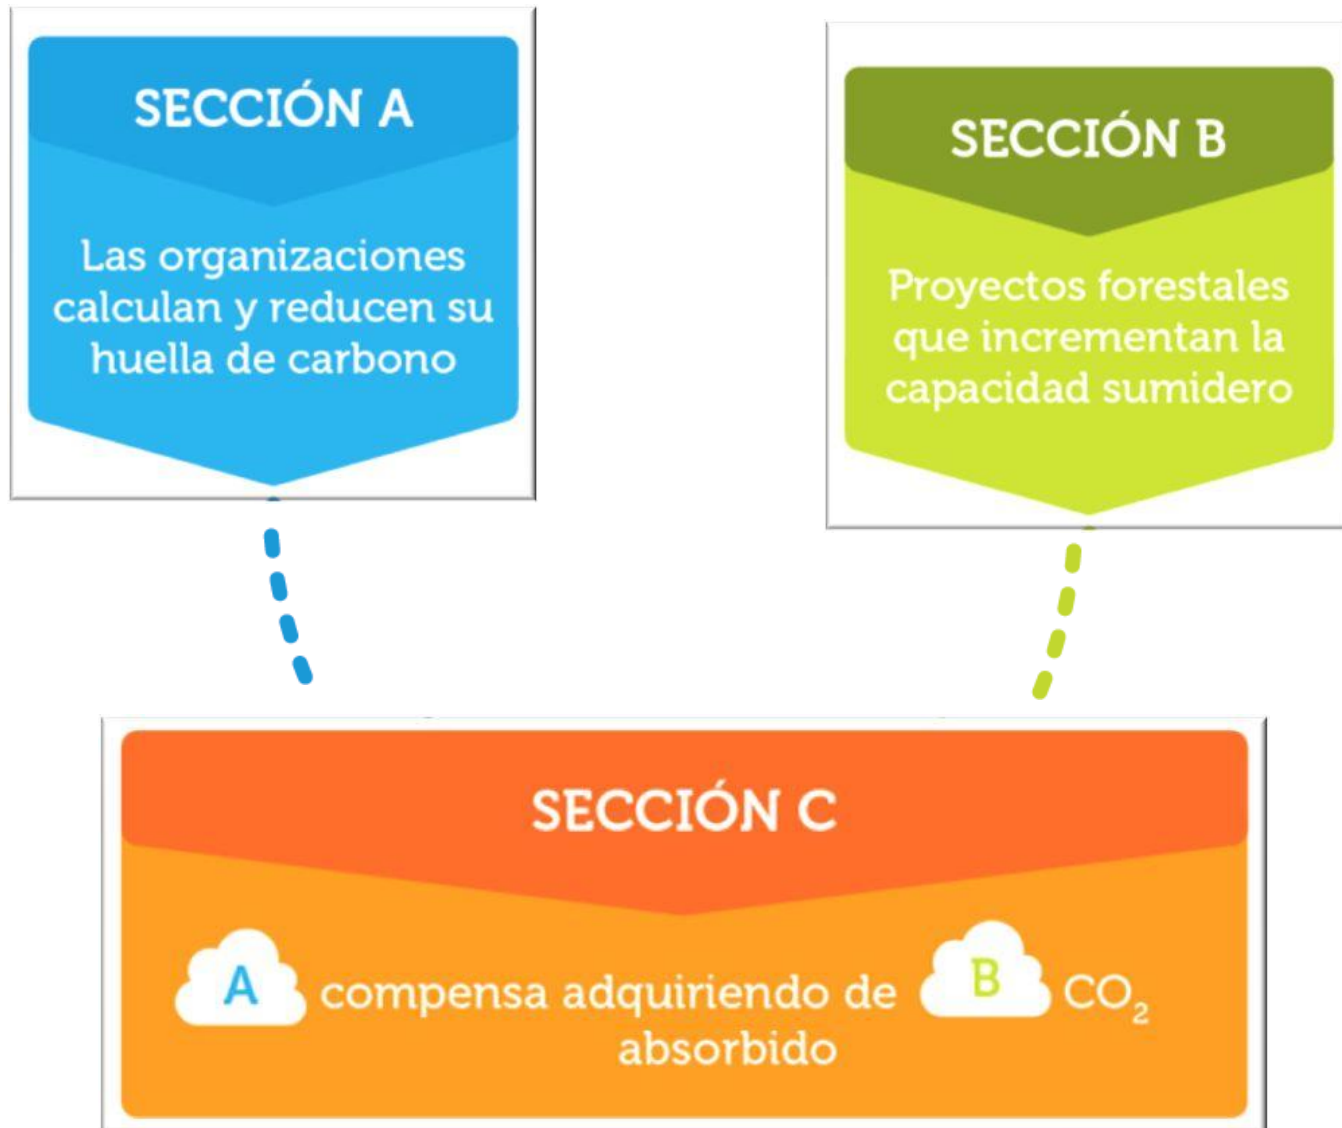 SECCIÓN A
Las organizaciones
calculan y reducen su
huella de carbono
SECCIÓN B
Proyectos forestales
que incrementan la
capacidad sumidero
SECCIÓN C
A compensa adquiriendo de B CO₂
absorbido